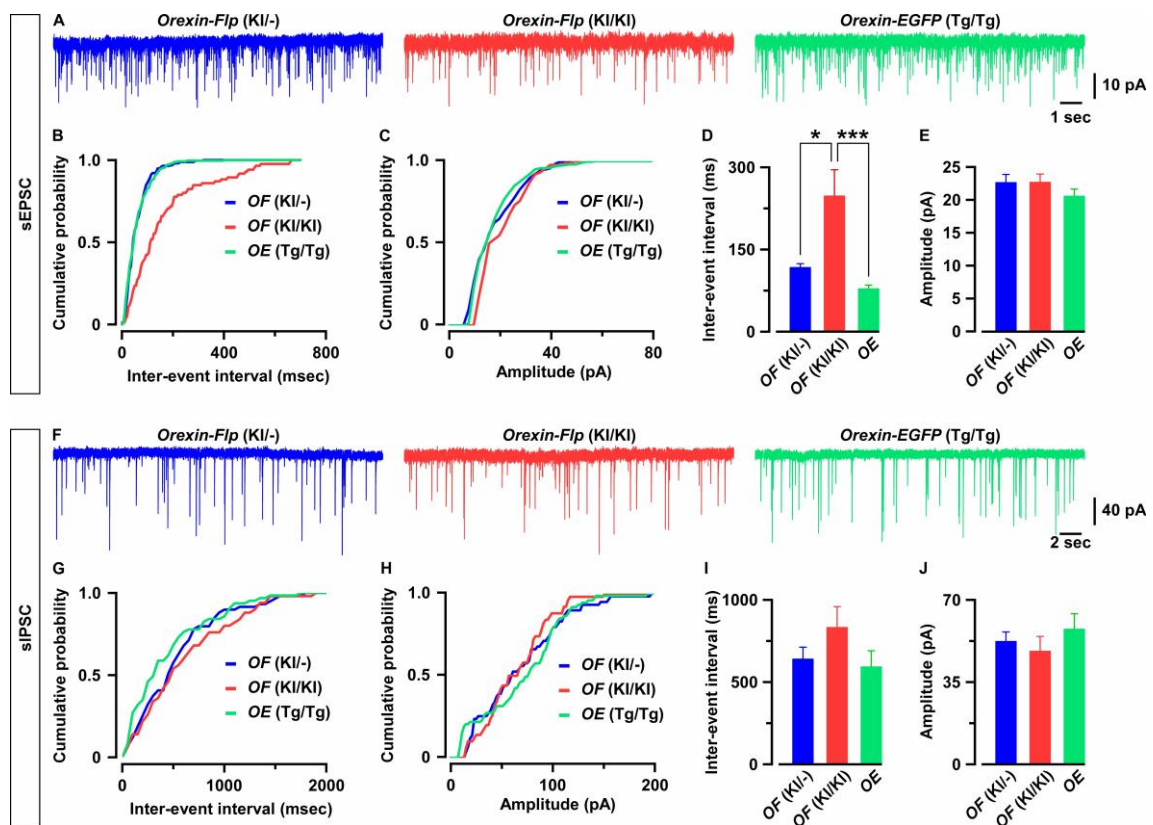 sEPSC
A
Orexin-Flp (KI/-)
Orexin-Flp (KI/KI)
Orexin-EGFP (Tg/Tg)
10 pA
1 sec
B
1.0
0.5
0
Cumulative probability
OF (KI/-)
OF (KI/KI)
OE (Tg/Tg)
0 400 800
Inter-event interval (msec)
C
1.0
0.5
0
Cumulative probability
OF (KI/-)
OF (KI/KI)
OE (Tg/Tg)
0 40 80
Amplitude (pA)
D
* ***
300
150
0
Inter-event interval (ms)
OF (KI/-)
OF (KI/KI)
OE
E
25
20
15
10
5
0
Amplitude (pA)
OF (KI/-)
OF (KI/KI)
OE
sIPSC
F
Orexin-Flp (KI/-)
Orexin-Flp (KI/KI)
Orexin-EGFP (Tg/Tg)
40 pA
2 sec
G
1.0
0.5
0
Cumulative probability
OF (KI/-)
OF (KI/KI)
OE (Tg/Tg)
0 1000 2000
Inter-event interval (msec)
H
1.0
0.5
0
Cumulative probability
OF (KI/-)
OF (KI/KI)
OE (Tg/Tg)
0 100 200
Amplitude (pA)
I
1000
500
0
Inter-event interval (ms)
OF (KI/-)
OF (KI/KI)
OE
J
70
35
0
Amplitude (pA)
OF (KI/-)
OF (KI/KI)
OE